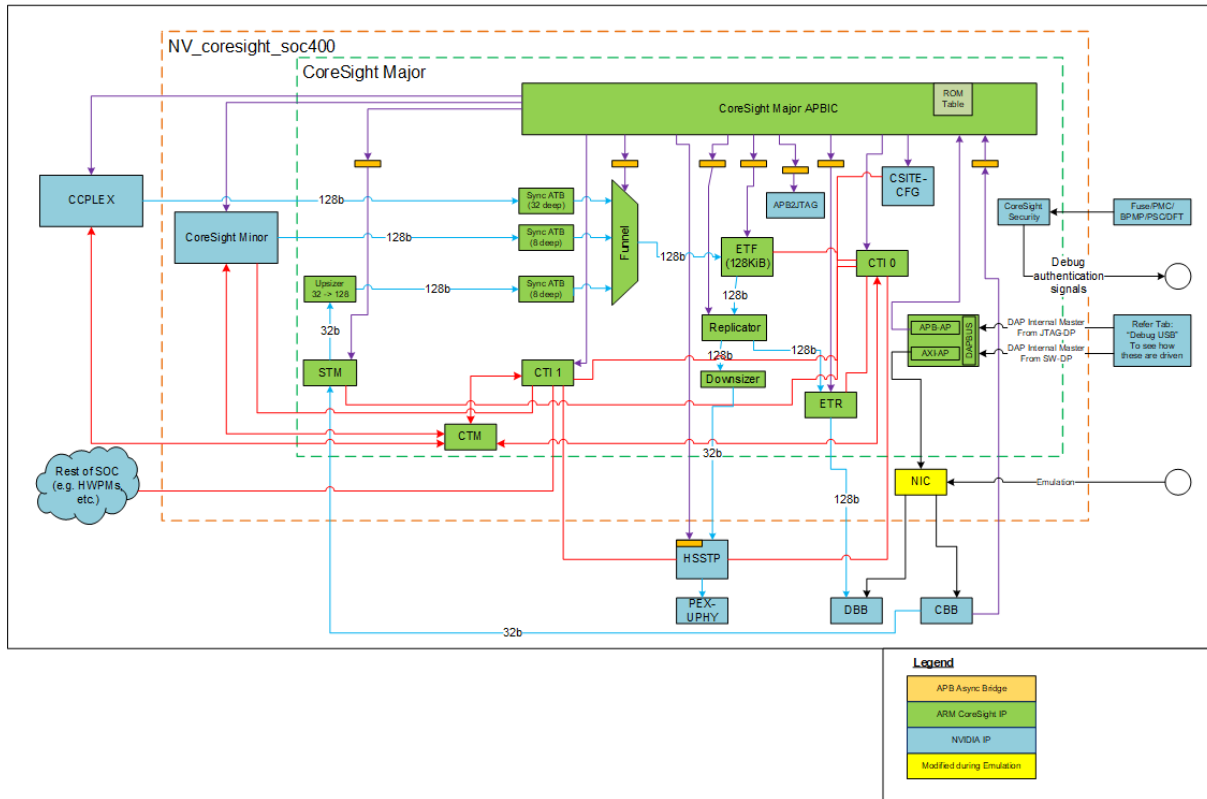 NV_coresight_soc400
CoreSight Major
CoreSight Major APBIC
ROM
Table
CCPLEX
128b
Sync ATB
(32 deep)
CoreSight Minor
128b
Sync ATB
(8 deep)
Upsizer
32 -> 128
128b
Sync ATB
(8 deep)
Funnel
128b
ETF
(128KiB)
APB2JTAG
CSITE-
CFG
CTI 0
CoreSight
Security
Fuse/PMC/
BPMP/PSC/DFT
Debug
authentication
signals
128b
Replicator
128b
128b
Downsizer
ETR
APB-AP
AXI-AP
DAPBUS
DAP Internal Master
From JTAG-DP
DAP Internal Master
From SW-DP
Refer Tab:
"Debug USB"
To see how
these are driven
32b
STM
CTI 1
CTM
32b
Rest of SOC
(e.g. HWPMs,
etc.)
NIC
Emulation
128b
HSSTP
PEX-
UPHY
DBB
CBB
32b
Legend
APB Async Bridge
ARM CoreSight IP
NVIDIA IP
Modified during Emulation